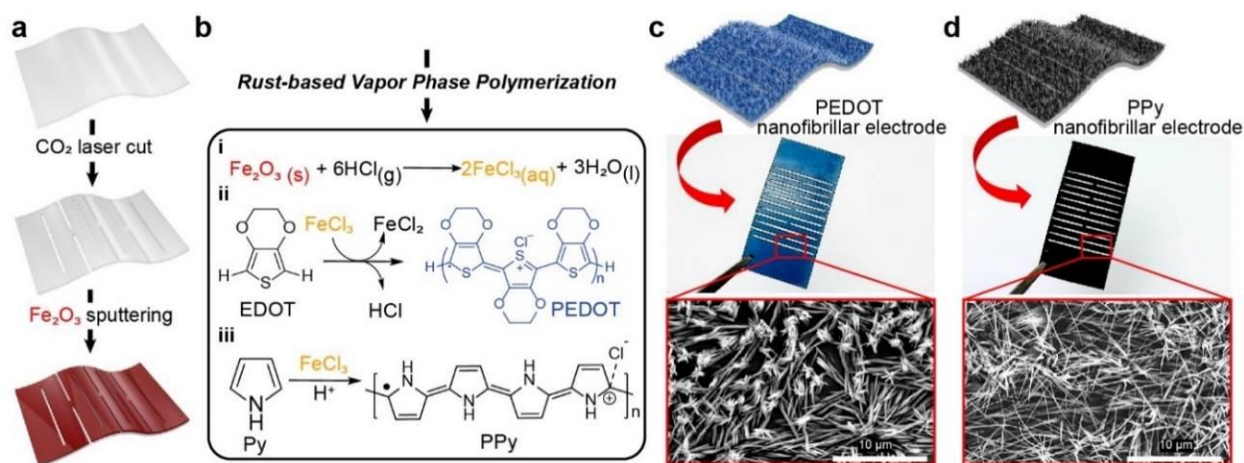 a
CO₂ laser cut
Fe₂O₃ sputtering
b
Rust-based Vapor Phase Polymerization
i
Fe₂O₃ (s) + 6HCl(g) → 2FeCl₃(aq) + 3H₂O(l)
ii
FeCl₃ FeCl₂
O O
H S H
EDOT
HCl
O O Cl⁻ O O
H S S + S H n
O O
PEDOT
iii
N
H
Py
FeCl₃
H⁺
H H Cl⁻
N N
N N
H H ⊕ n
PPy
c
PEDOT
nanofibrillar electrode
10 µm
d
PPy
nanofibrillar electrode
10 µm